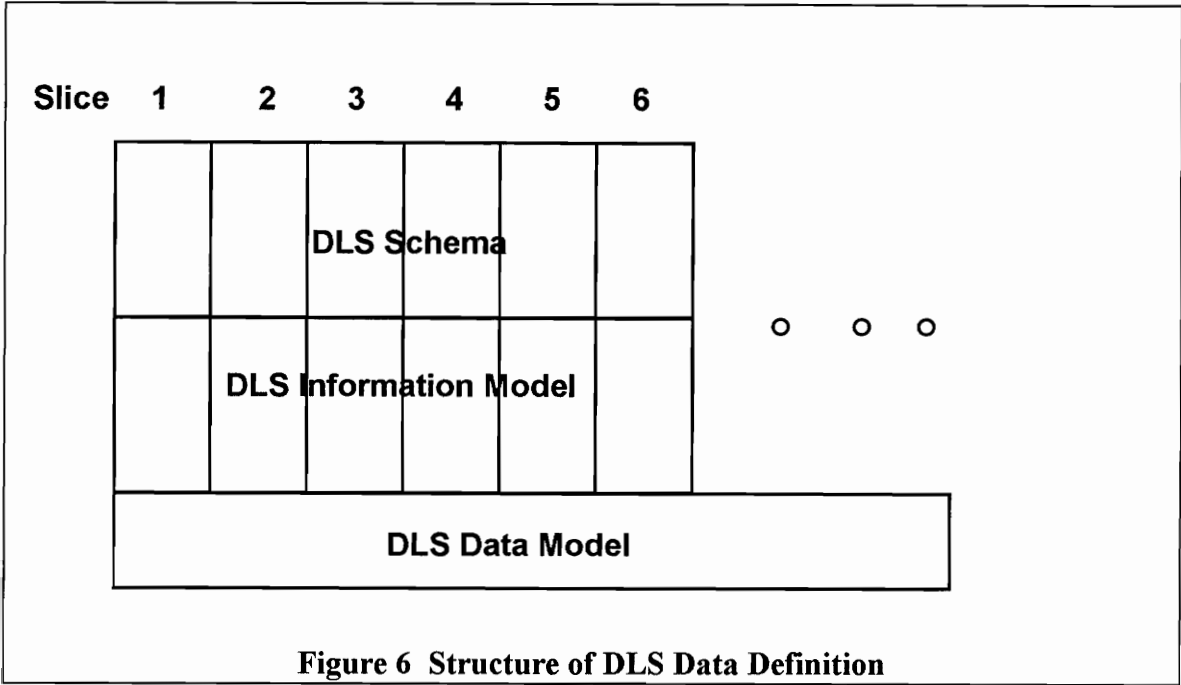 Slice 1 2 3 4 5 6
DLS Schema
DLS Information Model
DLS Data Model
Figure 6 Structure of DLS Data Definition